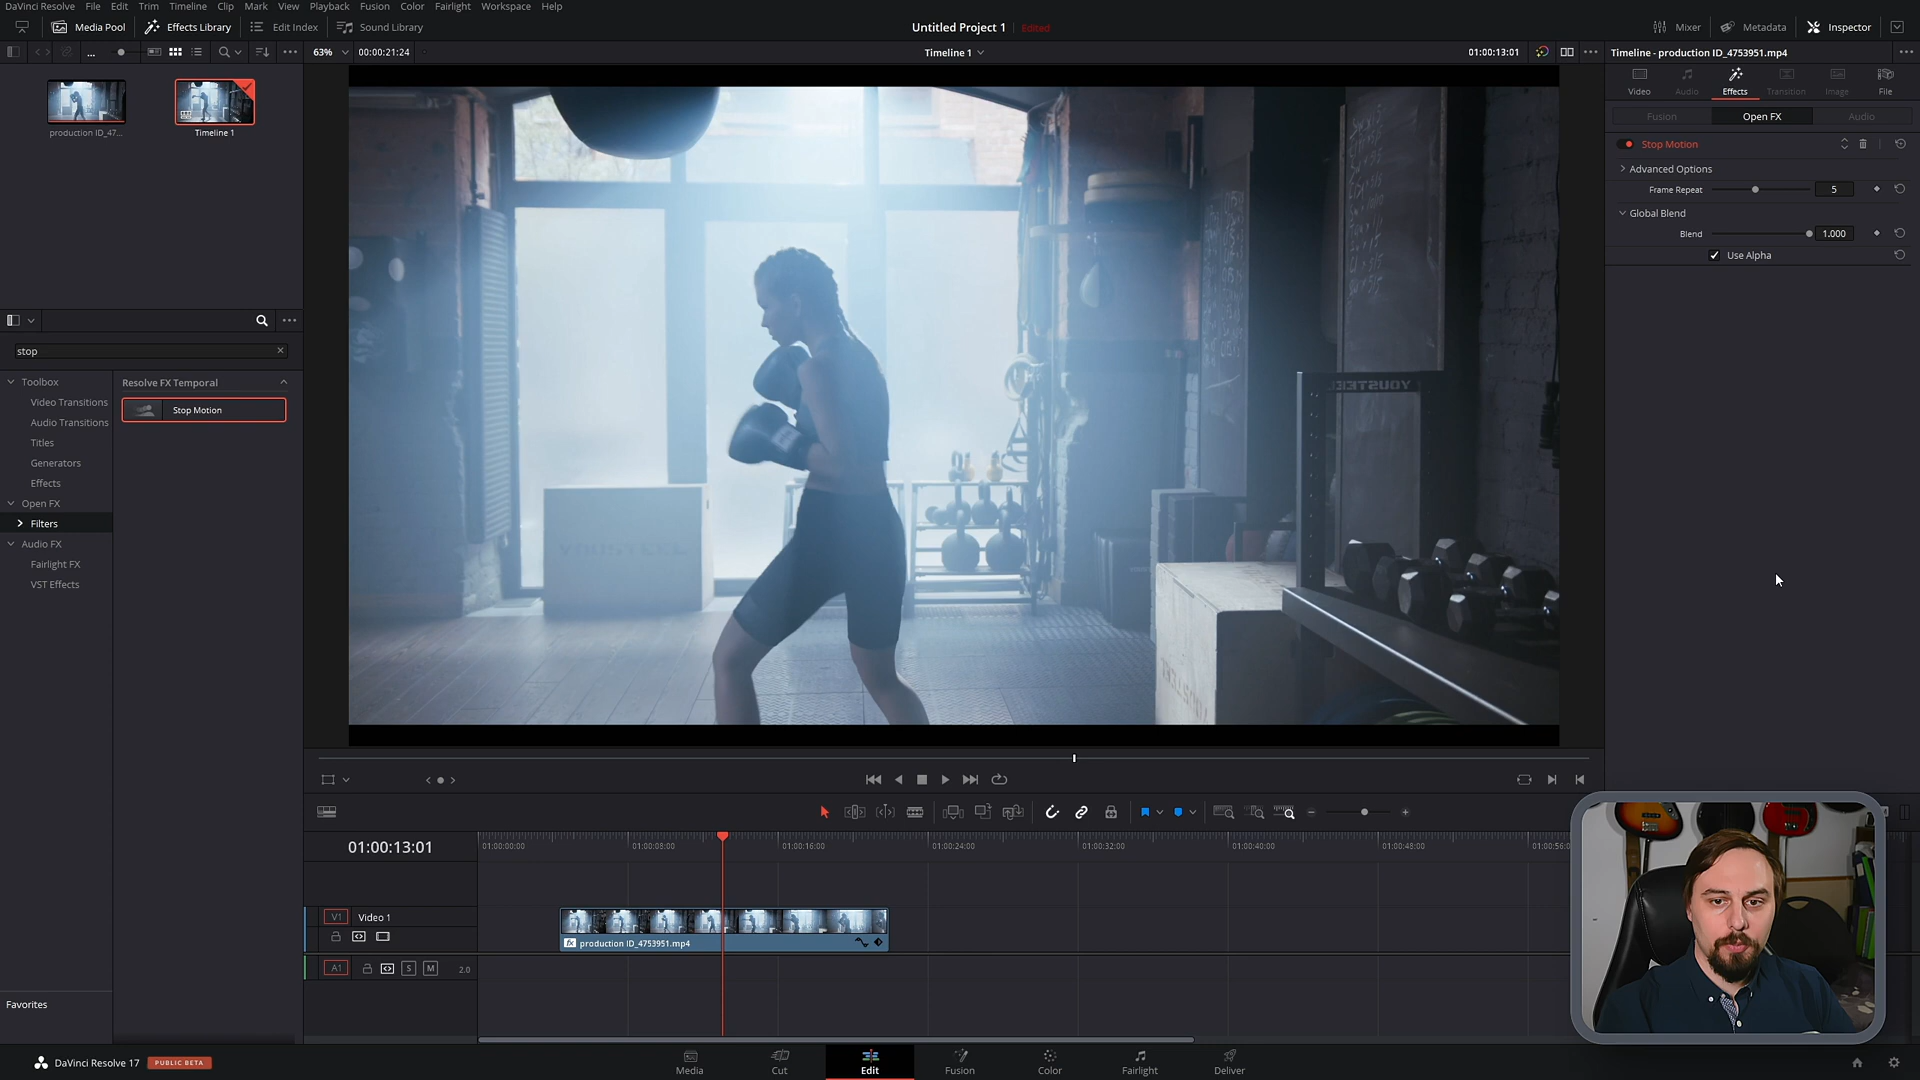 DaVinci Resolve File Edit Trim Timeline Clip Mark View Playback Fusion Color Fairlight Workspace Help
Media Pool Effects Library Edit Index Sound Library Untitled Project 1 Edited Mixer Metadata Inspector
... 63% 00:00:21:24 Timeline 1 01:00:13:01 Timeline - production ID_4753951.mp4
Video Audio Effects Transition Image File
Fusion Open FX Audio
production ID_47... Timeline 1
Stop Motion
Advanced Options
Frame Repeat 5
Global Blend
Blend 1.000
Use Alpha
stop
Toolbox
Video Transitions
Audio Transitions
Titles
Generators
Effects
Open FX
Filters
Audio FX
Fairlight FX
VST Effects
Resolve FX Temporal
Stop Motion
YOUSTEEL
01:00:13:01
01:00:00:00 01:00:08:00 01:00:16:00 01:00:24:00 01:00:32:00 01:00:40:00 01:00:48:00 01:00:56:0
V1 Video 1
production ID_4753951.mp4
A1 S M 2.0
Favorites
DaVinci Resolve 17 PUBLIC BETA
Media Cut Edit Fusion Color Fairlight Deliver